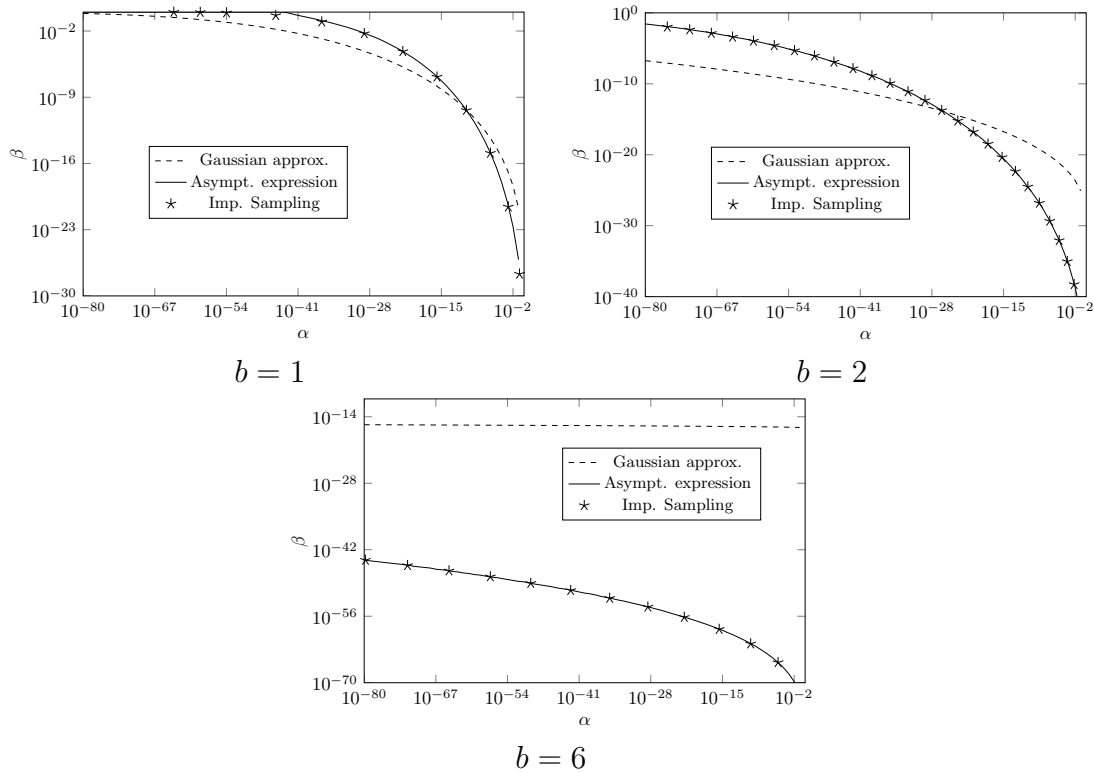 10^{-2}
10^{-9}
10^{-16}
10^{-23}
10^{-30}
β
Gaussian approx.
Asympt. expression
Imp. Sampling
10^{-80} 10^{-67} 10^{-54} 10^{-41} 10^{-28} 10^{-15} 10^{-2}
α
b = 1
10^{0}
10^{-10}
10^{-20}
10^{-30}
10^{-40}
β
Gaussian approx.
Asympt. expression
Imp. Sampling
10^{-80} 10^{-67} 10^{-54} 10^{-41} 10^{-28} 10^{-15} 10^{-2}
α
b = 2
10^{-14}
10^{-28}
10^{-42}
10^{-56}
10^{-70}
β
Gaussian approx.
Asympt. expression
Imp. Sampling
10^{-80} 10^{-67} 10^{-54} 10^{-41} 10^{-28} 10^{-15} 10^{-2}
α
b = 6